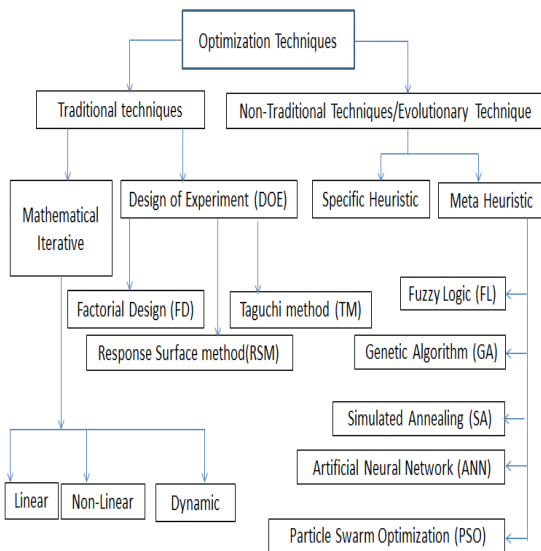 Optimization Techniques
Traditional techniques
Non-Traditional Techniques/Evolutionary Technique
Mathematical
Iterative
Design of Experiment (DOE)
Specific Heuristic
Meta Heuristic
Factorial Design (FD)
Taguchi method (TM)
Response Surface method(RSM)
Fuzzy Logic (FL)
Genetic Algorithm (GA)
Simulated Annealing (SA)
Artificial Neural Network (ANN)
Particle Swarm Optimization (PSO)
Linear
Non-Linear
Dynamic